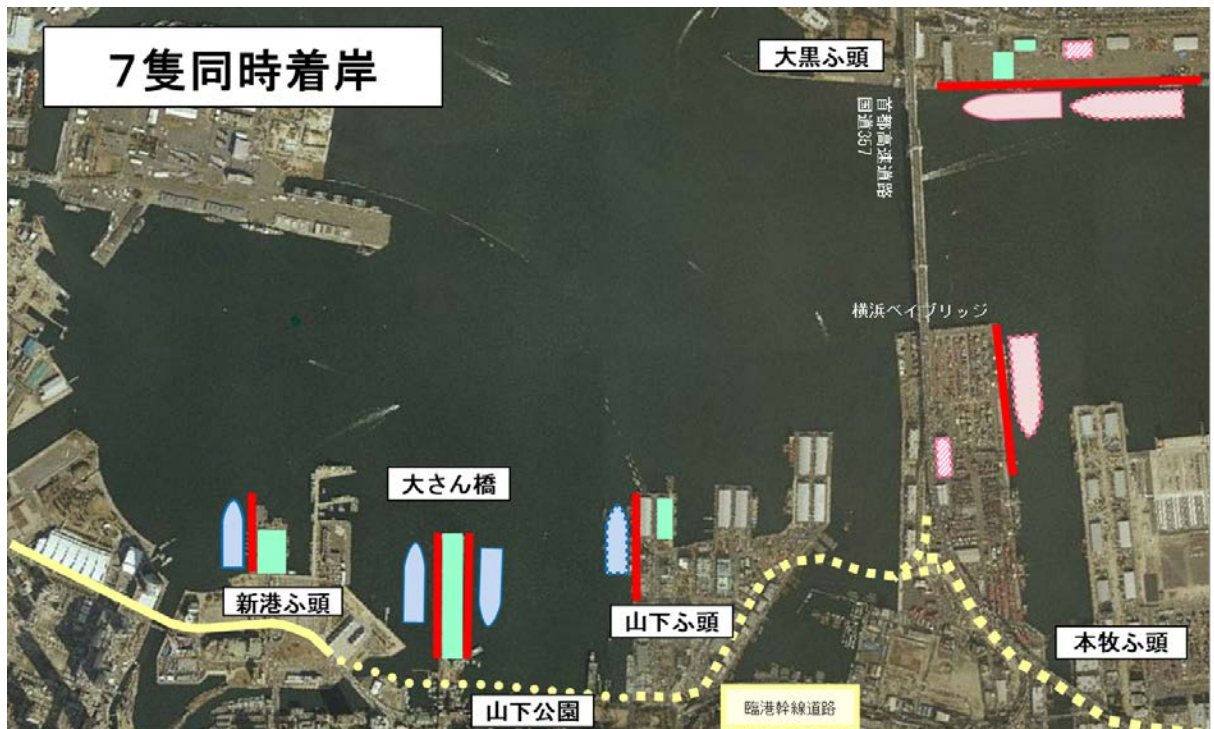 ７隻同時着岸
大黒ふ頭
首都高速道路
国道357
横浜ベイブリッジ
大さん橋
新港ふ頭
山下ふ頭
本牧ふ頭
山下公園
臨港幹線道路